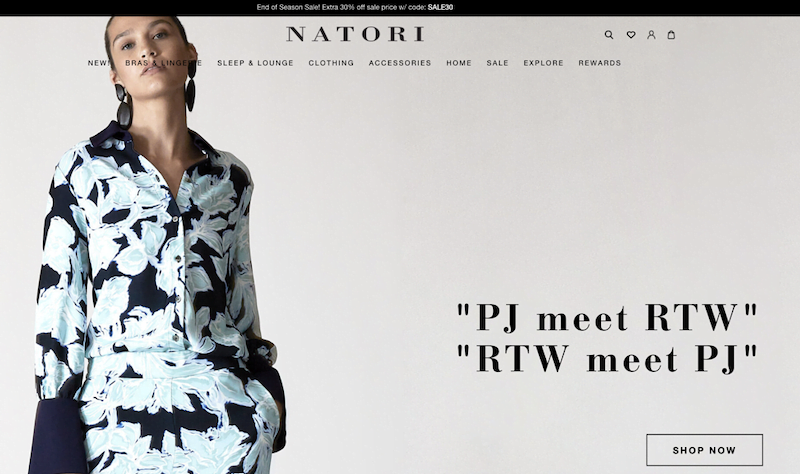 End of Season Sale! Extra 30% off sale price w/ code: SALE30
NATORI
NEW! BRAS & LINGERIE SLEEP & LOUNGE CLOTHING ACCESSORIES HOME SALE EXPLORE REWARDS
"PJ meet RTW"
"RTW meet PJ"
SHOP NOW